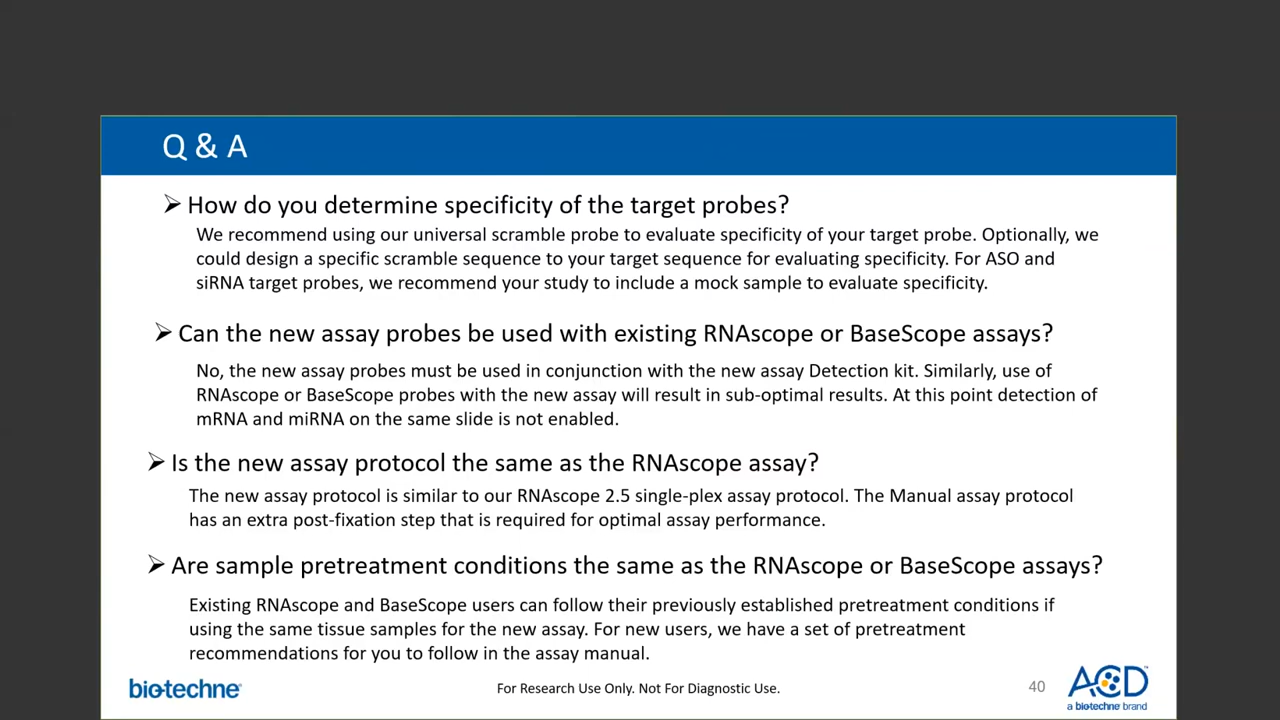 Q & A
➢ How do you determine specificity of the target probes?
We recommend using our universal scramble probe to evaluate specificity of your target probe. Optionally, we
could design a specific scramble sequence to your target sequence for evaluating specificity. For ASO and
siRNA target probes, we recommend your study to include a mock sample to evaluate specificity.
➢ Can the new assay probes be used with existing RNAscope or BaseScope assays?
No, the new assay probes must be used in conjunction with the new assay Detection kit. Similarly, use of
RNAscope or BaseScope probes with the new assay will result in sub-optimal results. At this point detection of
mRNA and miRNA on the same slide is not enabled.
➢ Is the new assay protocol the same as the RNAscope assay?
The new assay protocol is similar to our RNAscope 2.5 single-plex assay protocol. The Manual assay protocol
has an extra post-fixation step that is required for optimal assay performance.
➢ Are sample pretreatment conditions the same as the RNAscope or BaseScope assays?
Existing RNAscope and BaseScope users can follow their previously established pretreatment conditions if
using the same tissue samples for the new assay. For new users, we have a set of pretreatment
recommendations for you to follow in the assay manual.
bio-techne®
For Research Use Only. Not For Diagnostic Use.
40
ACD™
a biotechne brand